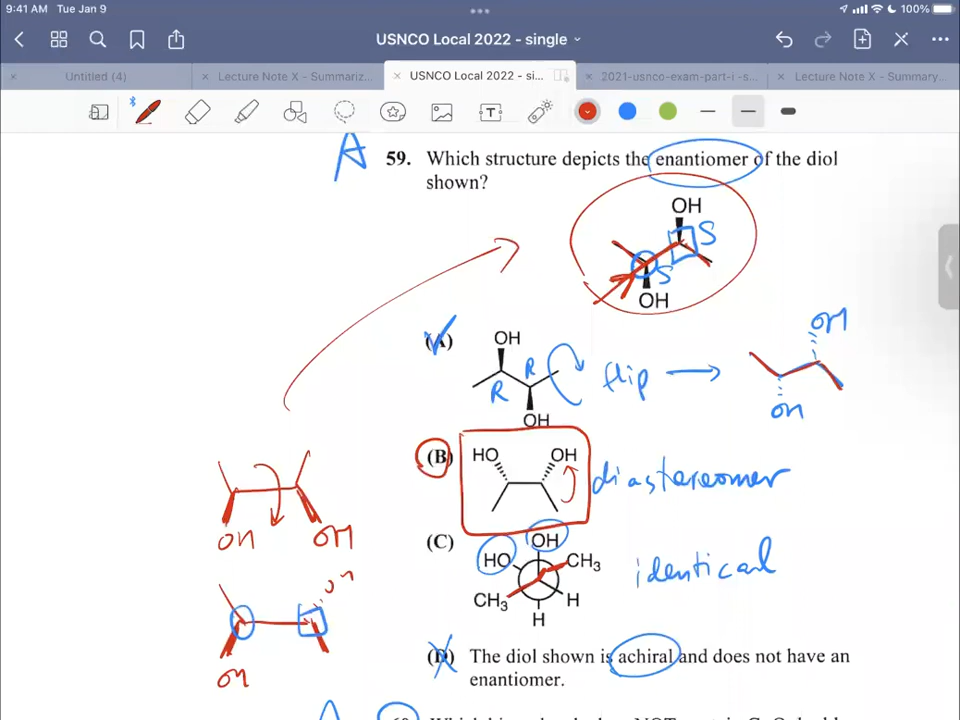 9:41 AM Tue Jan 9
100%
USNCO Local 2022 - single
Untitled (4)
Lecture Note X - Summariz...
USNCO Local 2022 - si...
2021-usnco-exam-part-i -s...
Lecture Note X - Summary...
A
59. Which structure depicts the enantiomer of the diol
shown?
OH
S
S
OH
(A)
OH
R
R
OH
flip
OH
OH
(B)
HO
OH
diastereomer
OH
OH
(C)
HO
OH
CH3
CH3
H
H
identical
OH
OH
(D) The diol shown is achiral and does not have an
enantiomer.
A